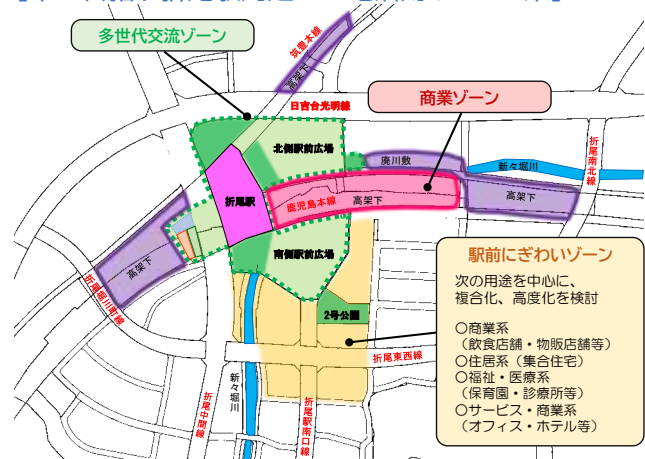 多世代交流ゾーン
筑豊本線
高架下
日吉台光明線
商業ゾーン
北側駅前広場
廃川敷
新々堀川
折尾南北線
折尾駅
鹿児島本線
高架下
高架下
高架下
南側駅前広場
折尾堀川町線
2号公園
駅前にぎわいゾーン
次の用途を中心に、
複合化、高度化を検討
○商業系
(飲食店舗・物販店舗等)
○住居系(集合住宅)
○福祉・医療系
(保育園・診療所等)
○サービス・商業系
(オフィス・ホテル等)
折尾東西線
折尾中間線
新々堀川
折尾駅南口線